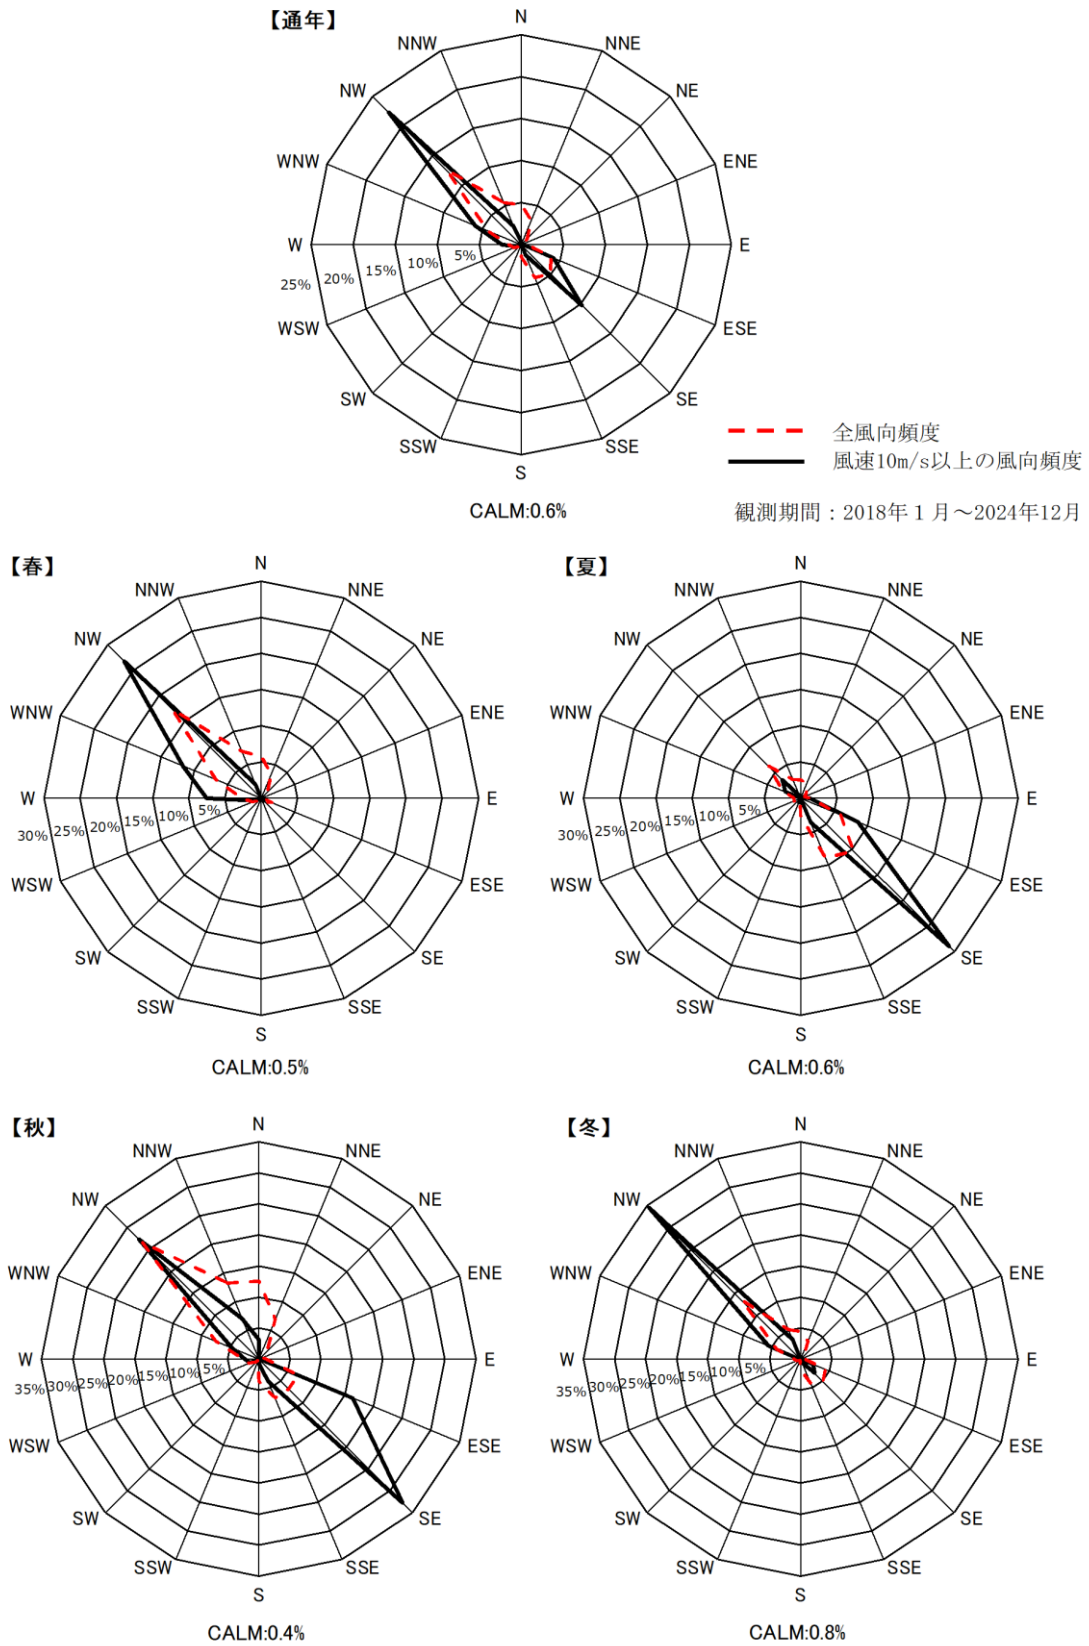 【通年】
N
NNW
NNE
NW
NE
WNW
ENE
W
E
5%
10%
15%
20%
25%
WSW
ESE
SW
SE
SSW
SSE
S
CALM:0.6%
全風向頻度
風速10m/s以上の風向頻度
観測期間：2018年１月～2024年12月
【春】
N
NNW
NNE
NW
NE
WNW
ENE
W
E
5%
10%
15%
20%
25%
30%
WSW
ESE
SW
SE
SSW
SSE
S
CALM:0.5%
【夏】
N
NNW
NNE
NW
NE
WNW
ENE
W
E
5%
10%
15%
20%
25%
30%
WSW
ESE
SW
SE
SSW
SSE
S
CALM:0.6%
【秋】
N
NNW
NNE
NW
NE
WNW
ENE
W
E
5%
10%
15%
20%
25%
30%
35%
WSW
ESE
SW
SE
SSW
SSE
S
CALM:0.4%
【冬】
N
NNW
NNE
NW
NE
WNW
ENE
W
E
5%
10%
15%
20%
25%
30%
35%
WSW
ESE
SW
SE
SSW
SSE
S
CALM:0.8%